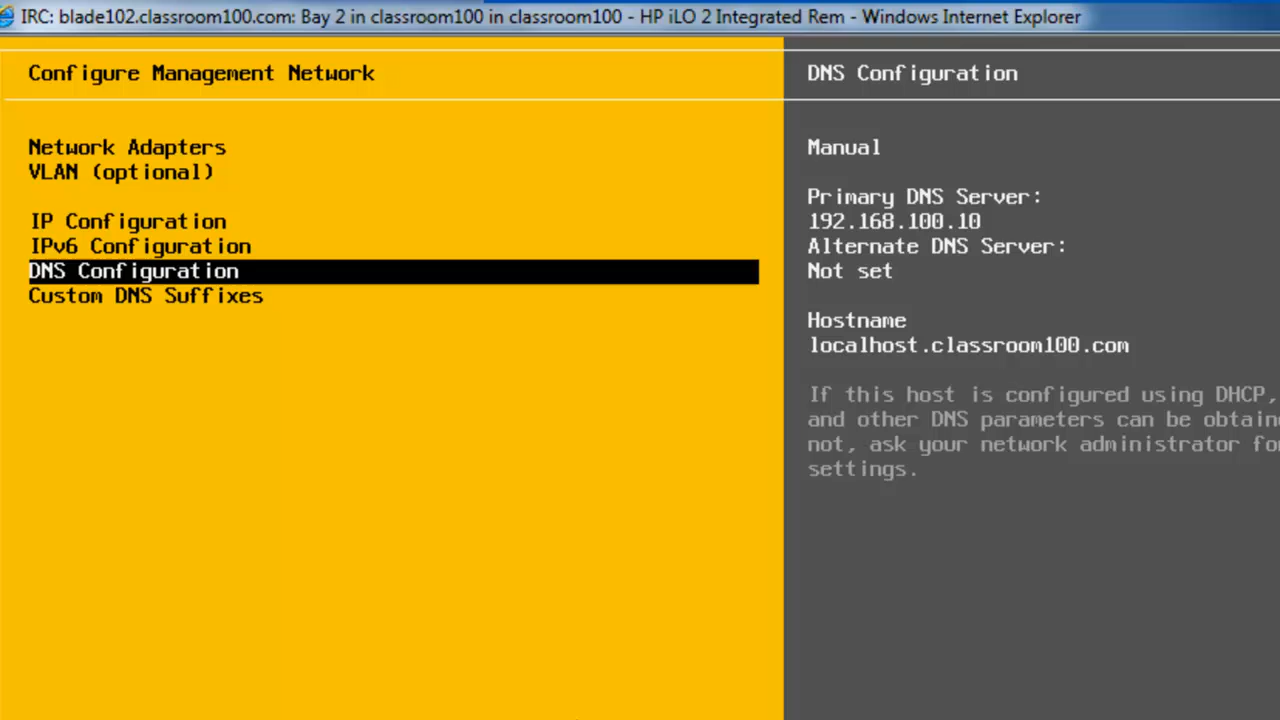 IRC: blade102.classroom100.com: Bay 2 in classroom100 in classroom100 - HP iLO 2 Integrated Rem - Windows Internet Explorer
Configure Management Network
Network Adapters
VLAN (optional)
IP Configuration
IPv6 Configuration
DNS Configuration
Custom DNS Suffixes
DNS Configuration
Manual
Primary DNS Server:
192.168.100.10
Alternate DNS Server:
Not set
Hostname
localhost.classroom100.com
If this host is configured using DHCP,
and other DNS parameters can be
not, ask your network administrator
settings.